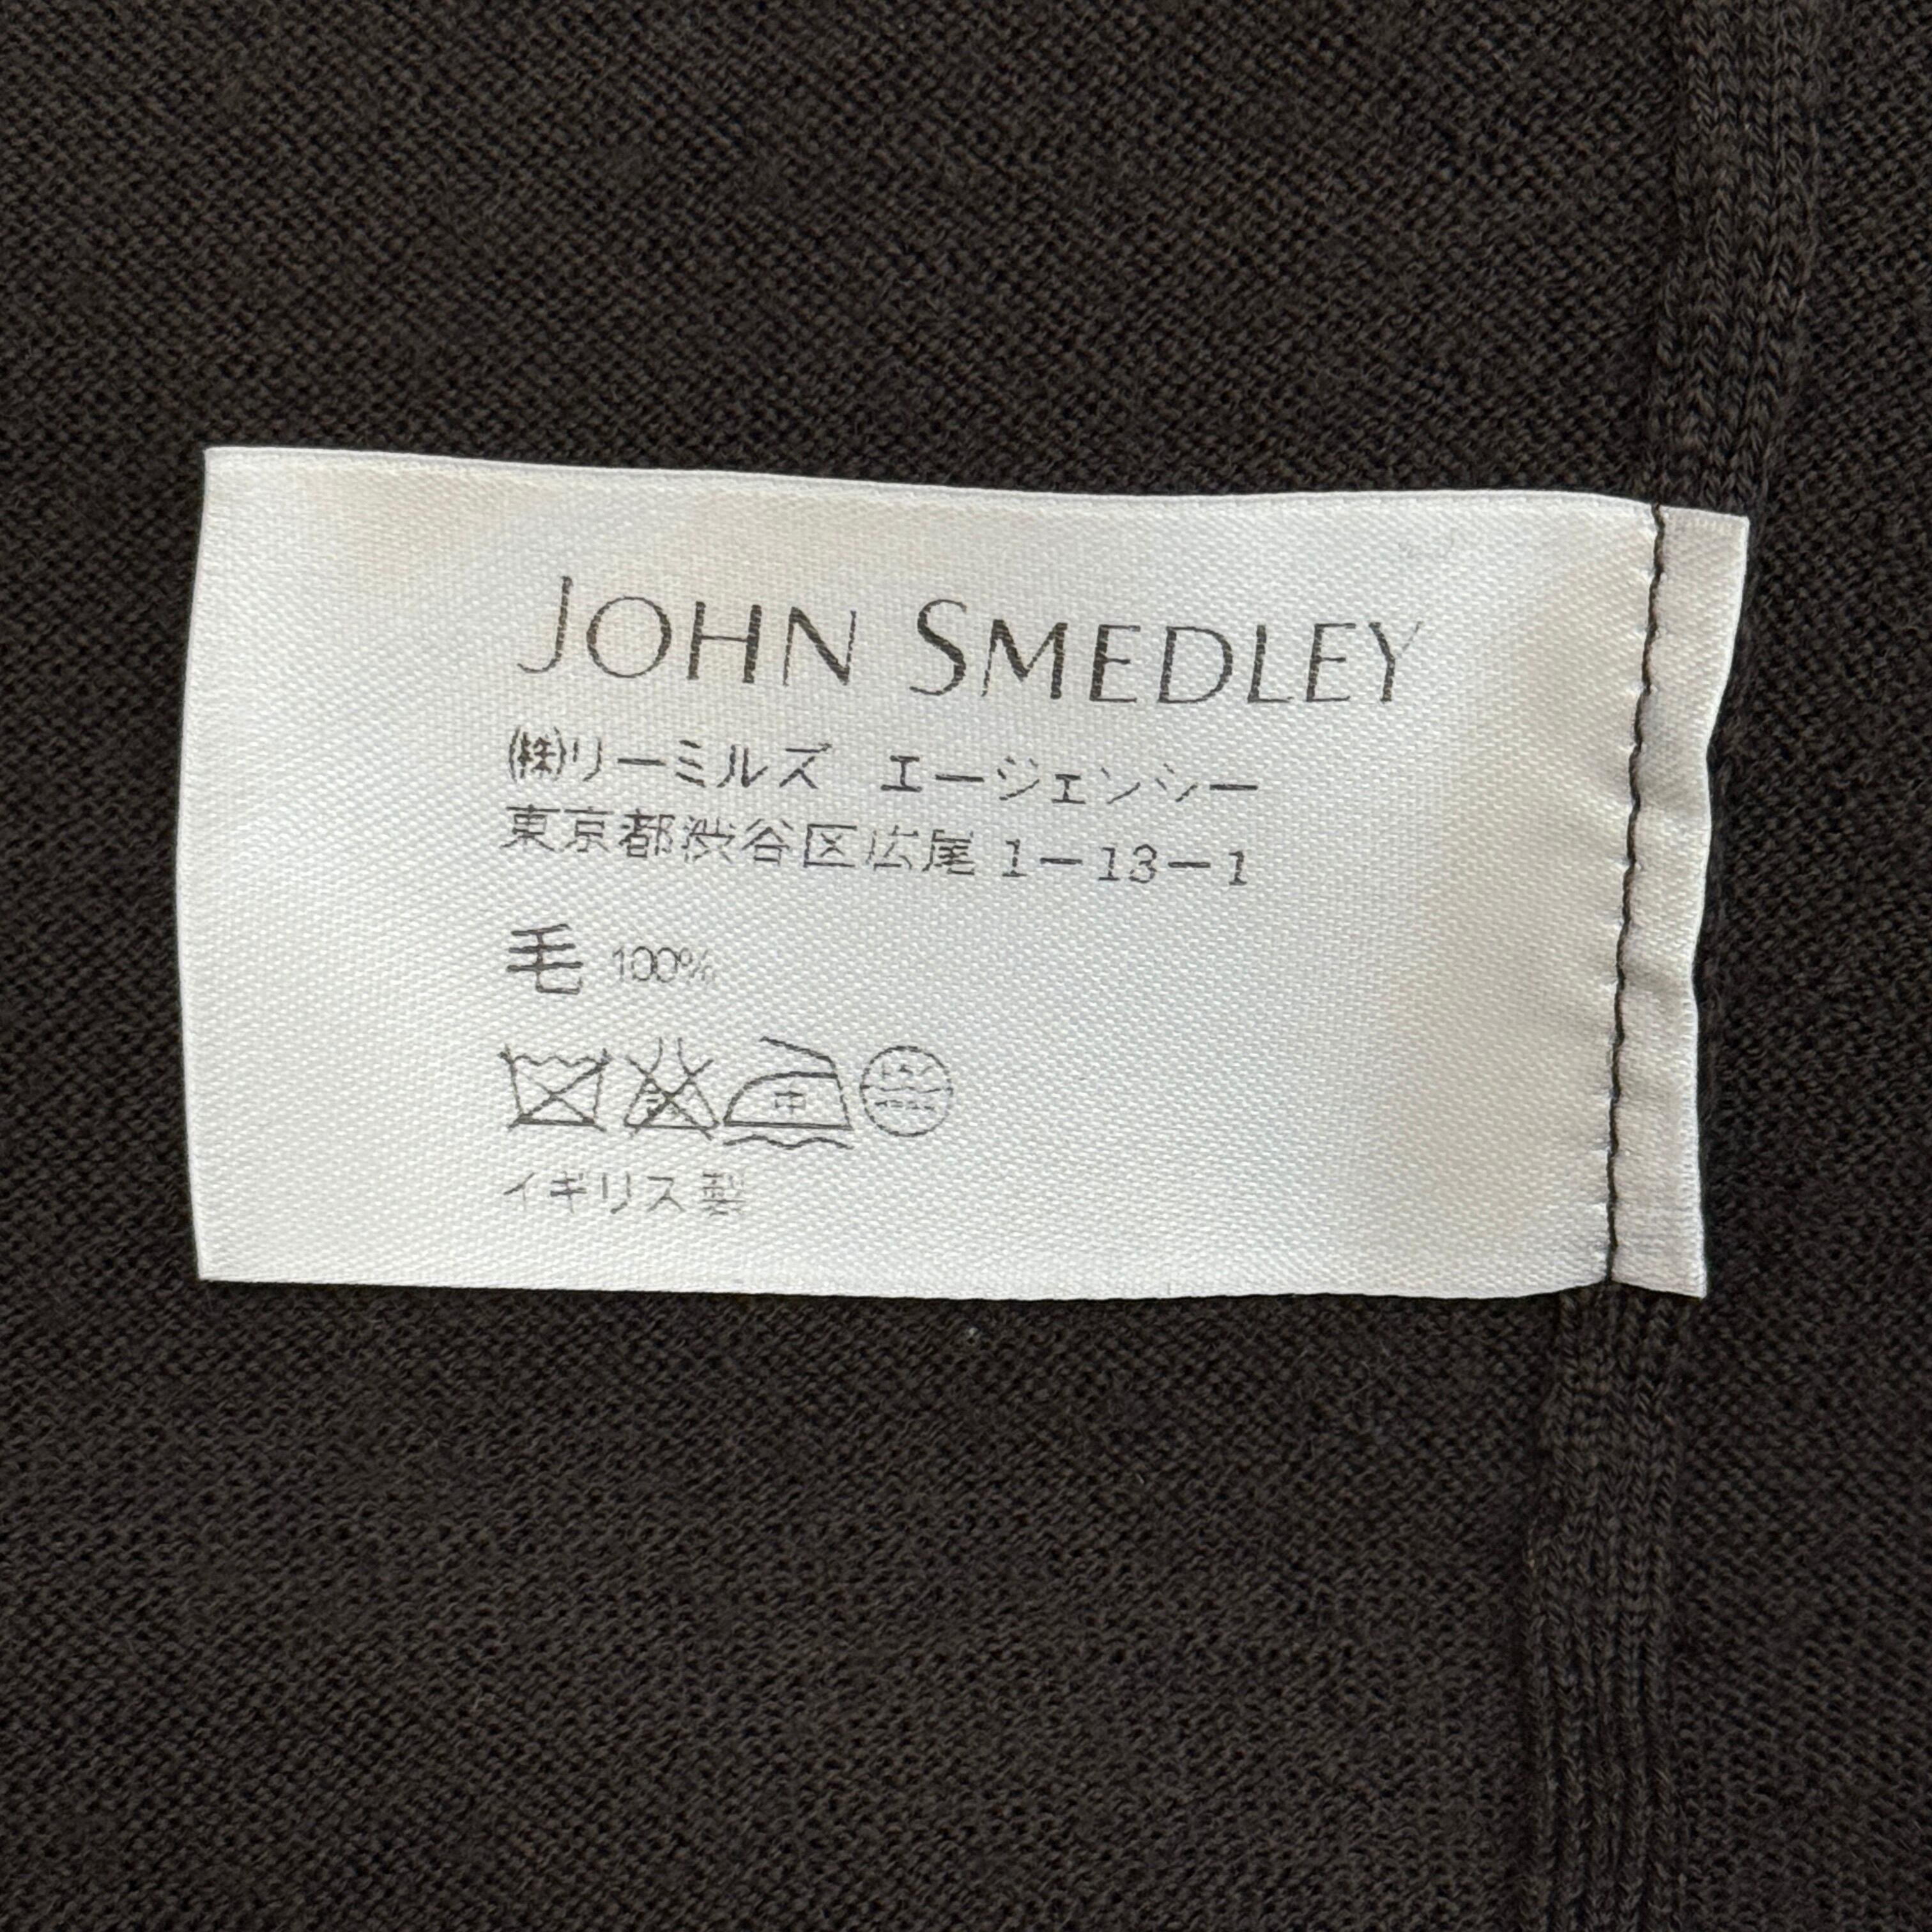 JOHN SMEDLEY
㈱リーミルズ エージェンシー
東京都渋谷区広尾 1－13－1
毛 100%
中
イギリス製